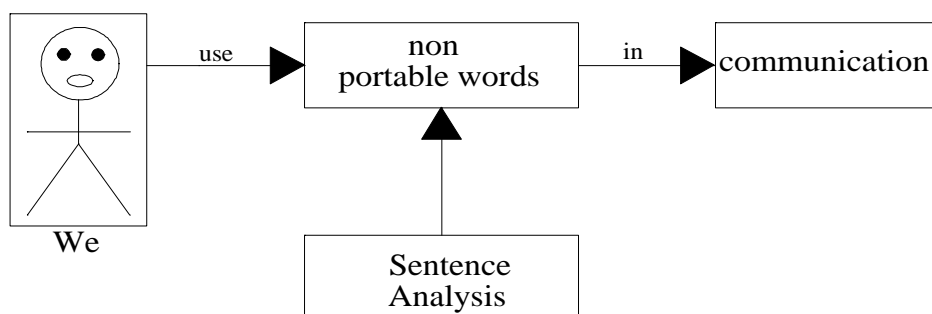 We
use
non
portable words
in
communication
Sentence
Analysis